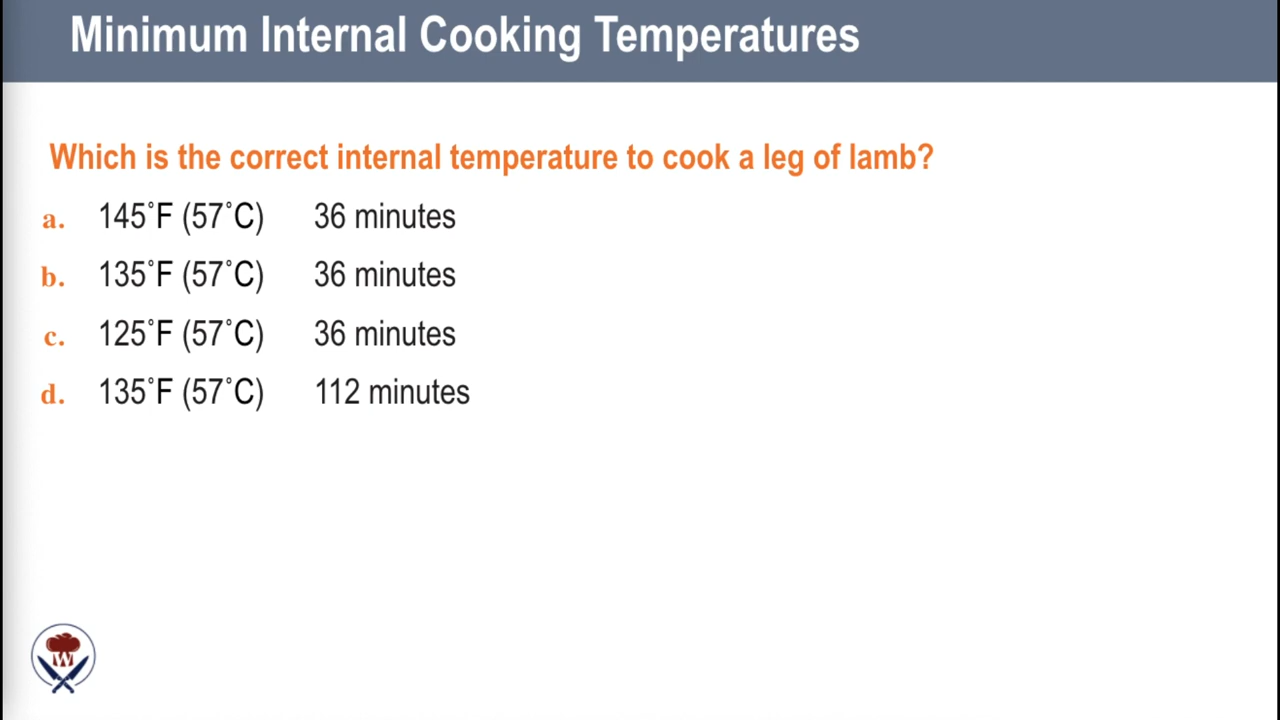 Minimum Internal Cooking Temperatures
Which is the correct internal temperature to cook a leg of lamb?
a. 145˚F (57˚C) 36 minutes
b. 135˚F (57˚C) 36 minutes
c. 125˚F (57˚C) 36 minutes
d. 135˚F (57˚C) 112 minutes
W